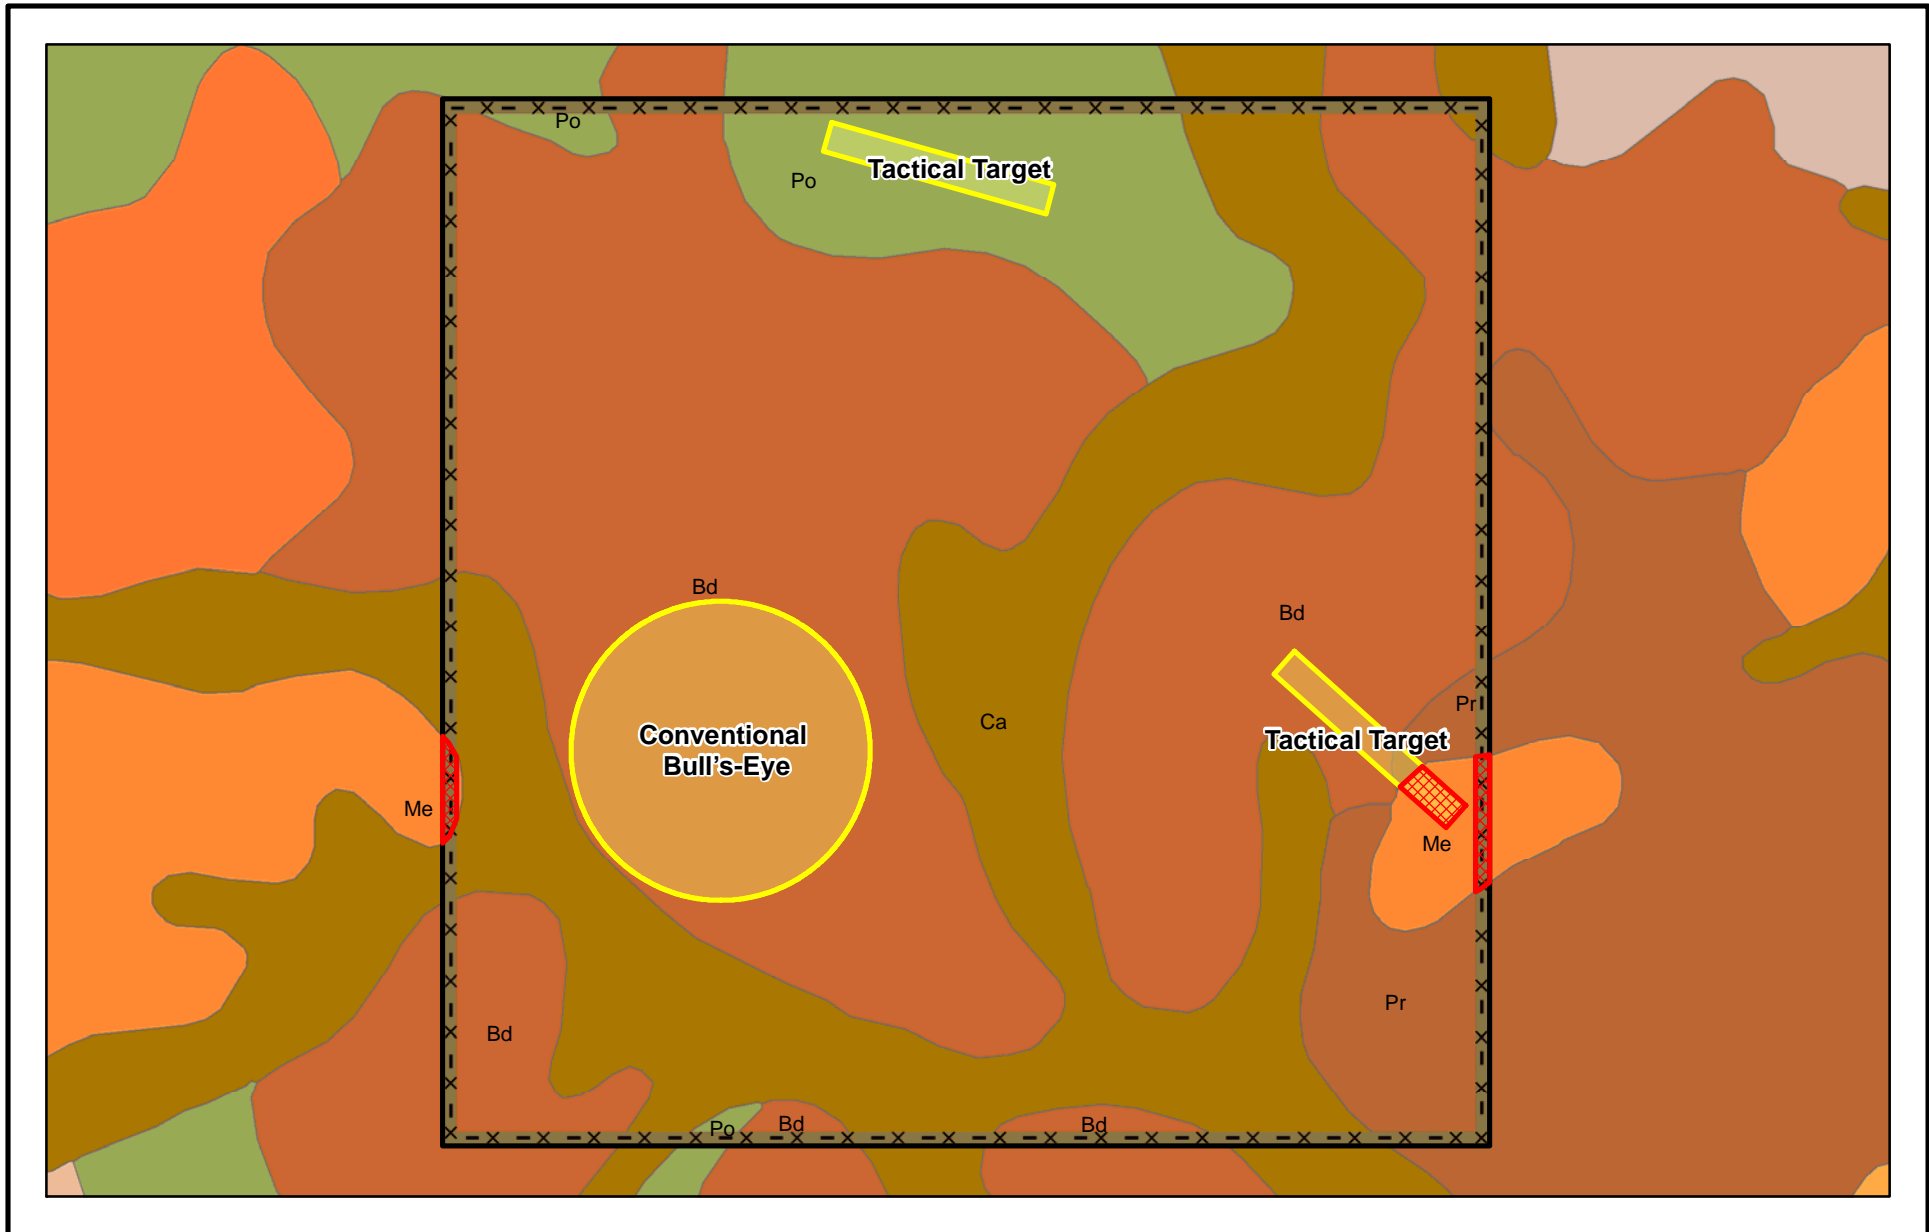 Po
Tactical Target
Po
Bd
Bd
Pr
Ca
Conventional
Bull's-Eye
Tactical Target
Me
Me
Pr
Bd
Po
Bd
Bd